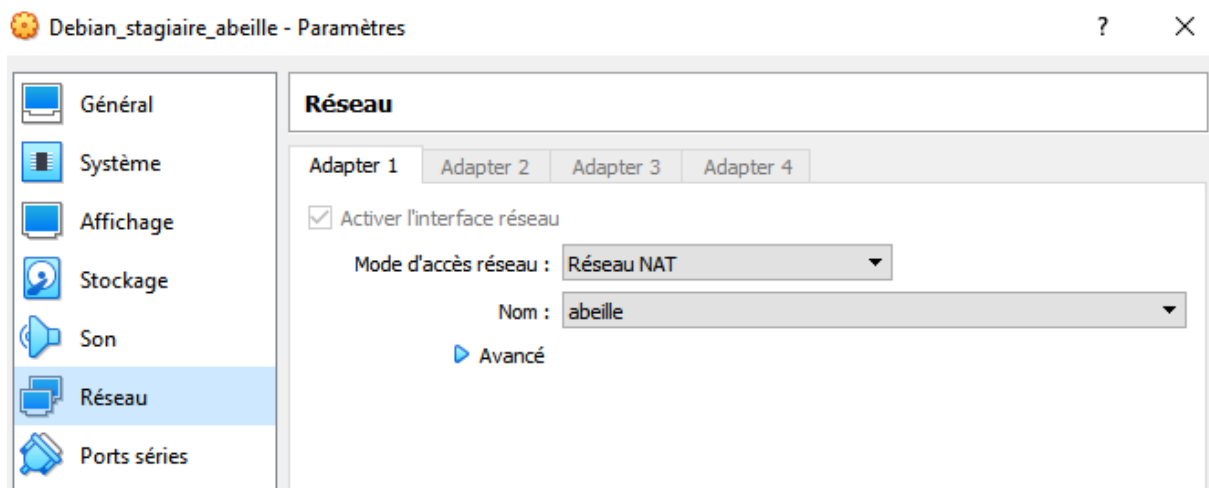 Debian_stagiaire_abeille - Paramètres ?
Général
Système
Affichage
Stockage
Son
Réseau
Ports séries
Réseau
Adapter 1 Adapter 2 Adapter 3 Adapter 4
Activer l'interface réseau
Mode d'accès réseau : Réseau NAT
Nom : abeille
Avancé